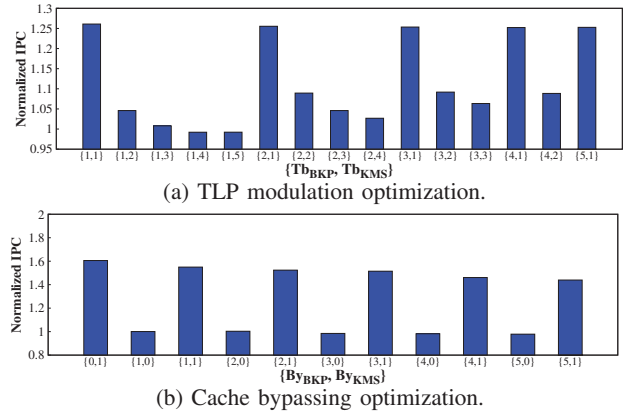 1.3
1.25
1.2
1.15
1.1
1.05
1
0.95
Normalized IPC
{1,1} {1,2} {1,3} {1,4} {1,5} {2,1} {2,2} {2,3} {2,4} {3,1} {3,2} {3,3} {4,1} {4,2} {5,1}
{Tb_BKP, Tb_KMS}
(a) TLP modulation optimization.
2
1.8
1.6
1.4
1.2
1
0.8
Normalized IPC
{0,1} {1,0} {1,1} {2,0} {2,1} {3,0} {3,1} {4,0} {4,1} {5,0} {5,1}
{By_BKP, By_KMS}
(b) Cache bypassing optimization.